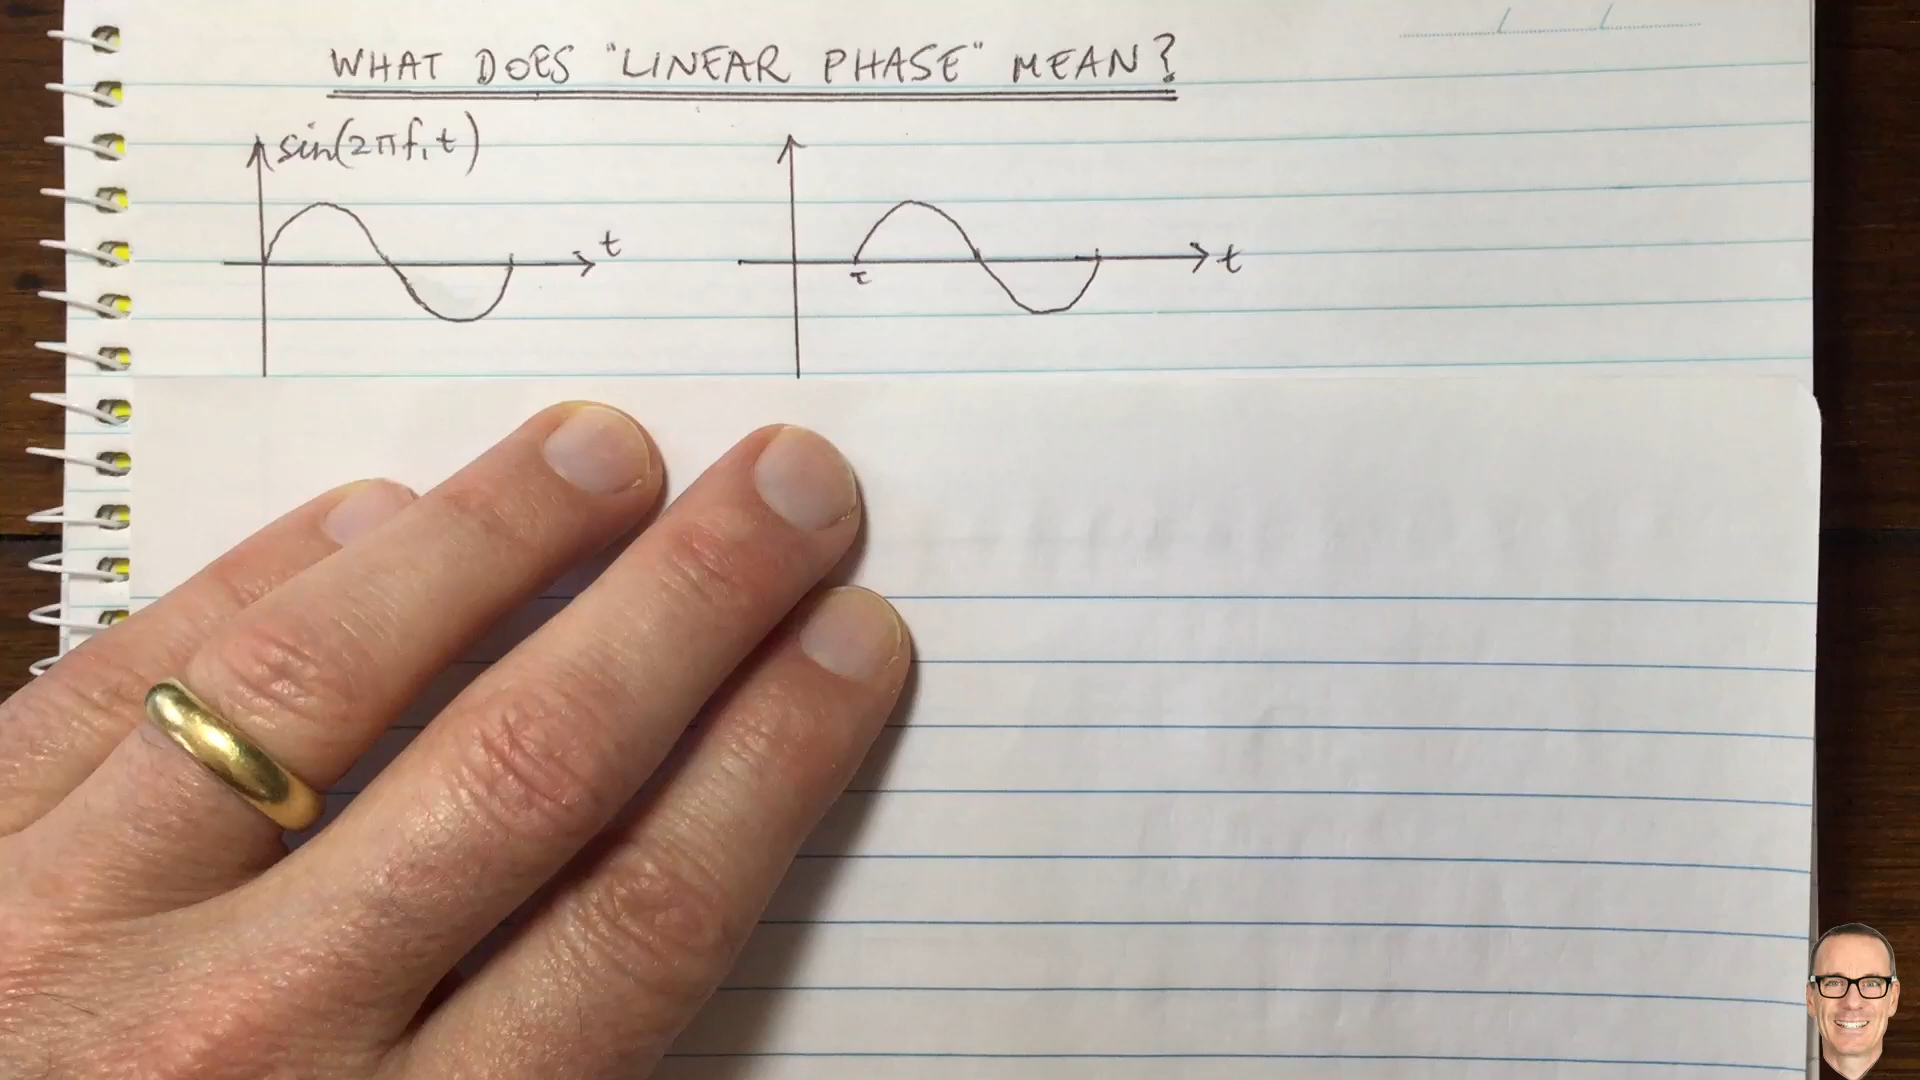 WHAT DOES "LINEAR PHASE" MEAN?
sin(2πf₁t)
t
τ
t